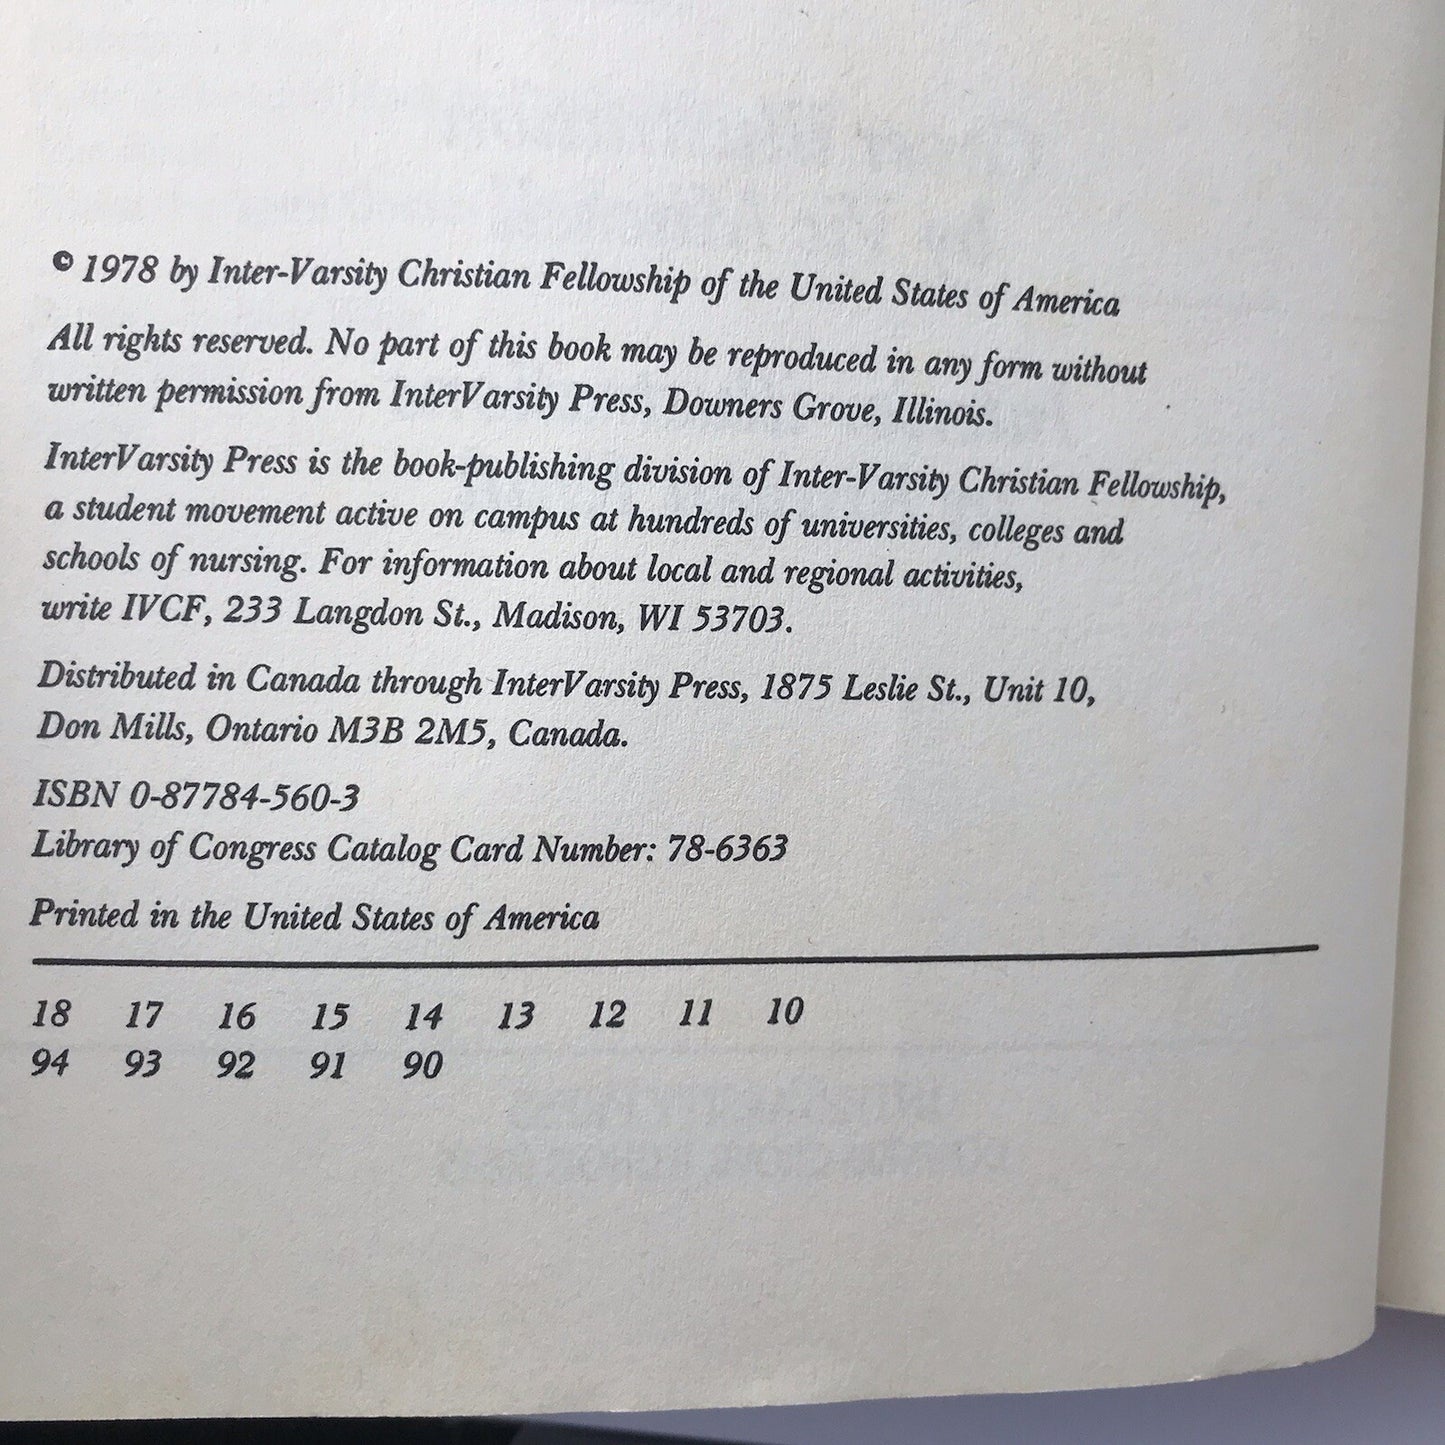 © 1978 by Inter-Varsity Christian Fellowship of the United States of America
All rights reserved. No part of this book may be reproduced in any form without
written permission from InterVarsity Press, Downers Grove, Illinois.
InterVarsity Press is the book-publishing division of Inter-Varsity Christian Fellowship,
a student movement active on campus at hundreds of universities, colleges and
schools of nursing. For information about local and regional activities,
write IVCF, 233 Langdon St., Madison, WI 53703.
Distributed in Canada through InterVarsity Press, 1875 Leslie St., Unit 10,
Don Mills, Ontario M3B 2M5, Canada.
ISBN 0-87784-560-3
Library of Congress Catalog Card Number: 78-6363
Printed in the United States of America
18 17 16 15 14 13 12 11 10
94 93 92 91 90